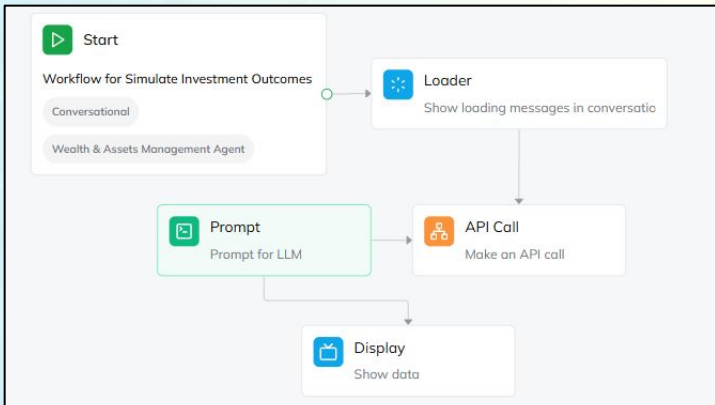 Start
Workflow for Simulate Investment Outcomes
Conversational
Wealth & Assets Management Agent
Loader
Show loading messages in conversatio
Prompt
Prompt for LLM
API Call
Make an API call
Display
Show data